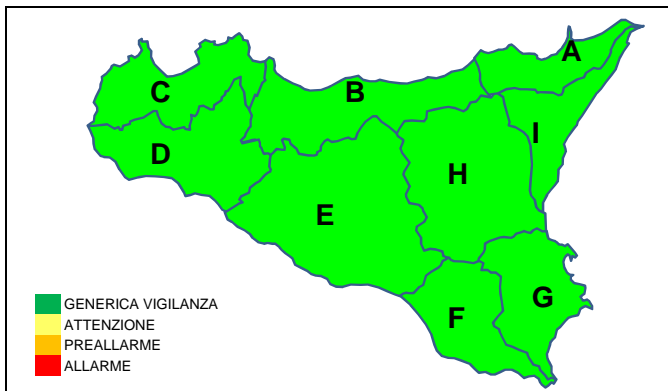 A
B
C
I
D
H
E
G
F
GENERICA VIGILANZA
ATTENZIONE
PREALLARME
ALLARME